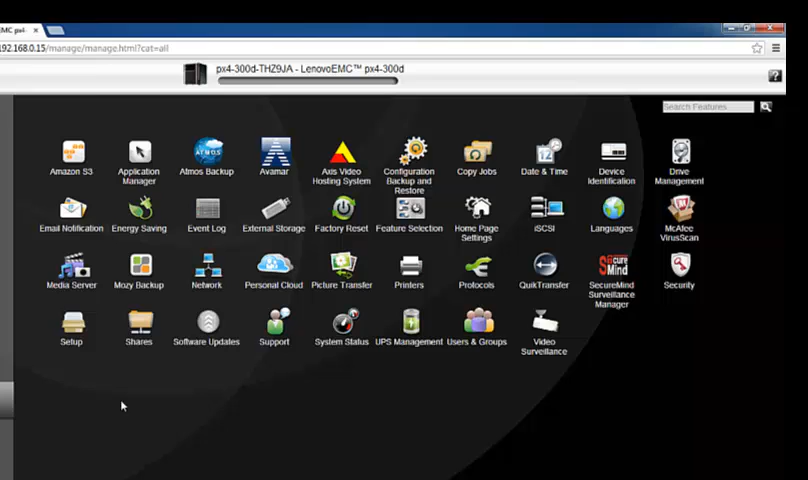 EMC px4-
192.168.0.15/manage/manage.html?cat=all
px4-300d-THZ9JA - LenovoEMC™ px4-300d
Search Features
Amazon S3
Application
Manager
Atmos Backup
Avamar
Axis Video
Hosting System
Configuration
Backup and
Restore
Copy Jobs
Date & Time
Device
Identification
Drive
Management
Email Notification
Energy Saving
Event Log
External Storage
Factory Reset
Feature Selection
Home Page
Settings
iSCSI
Languages
McAfee
VirusScan
Media Server
Mozy Backup
Network
Personal Cloud
Picture Transfer
Printers
Protocols
QuikTransfer
SecureMind
Surveillance
Manager
Security
Setup
Shares
Software Updates
Support
System Status
UPS Management
Users & Groups
Video
Surveillance
ATMOS
12
SECURE
MIND